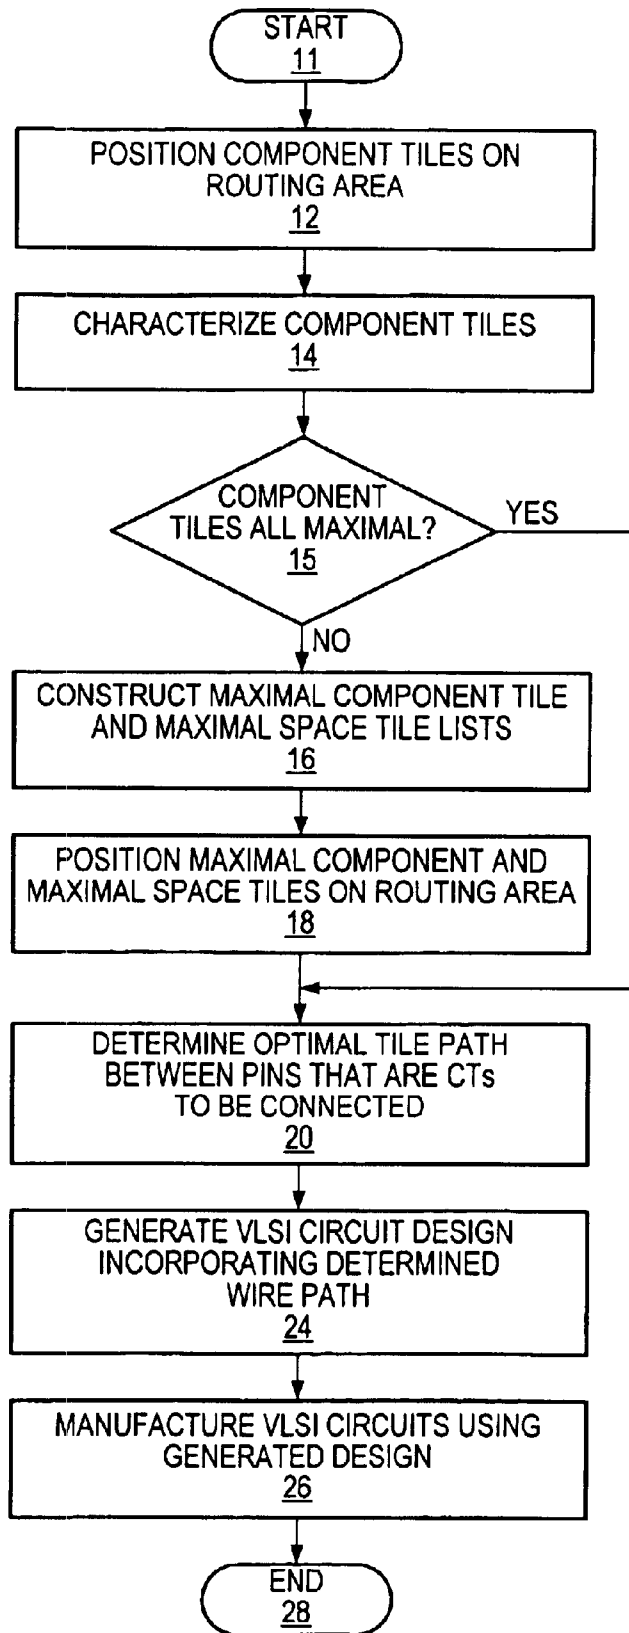 START
11
POSITION COMPONENT TILES ON
ROUTING AREA
12
CHARACTERIZE COMPONENT TILES
14
COMPONENT
TILES ALL MAXIMAL?
15
YES
NO
CONSTRUCT MAXIMAL COMPONENT TILE
AND MAXIMAL SPACE TILE LISTS
16
POSITION MAXIMAL COMPONENT AND
MAXIMAL SPACE TILES ON ROUTING AREA
18
DETERMINE OPTIMAL TILE PATH
BETWEEN PINS THAT ARE CTs
TO BE CONNECTED
20
GENERATE VLSI CIRCUIT DESIGN
INCORPORATING DETERMINED
WIRE PATH
24
MANUFACTURE VLSI CIRCUITS USING
GENERATED DESIGN
26
END
28